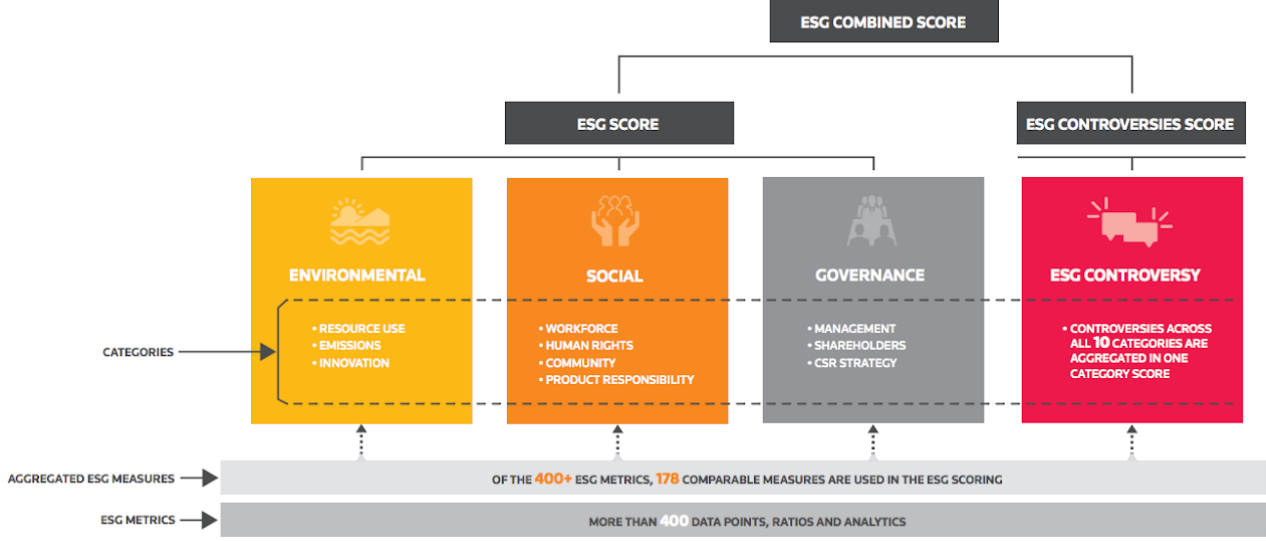 ESG COMBINED SCORE
ESG SCORE
ESG CONTROVERSIES SCORE
ENVIRONMENTAL
SOCIAL
GOVERNANCE
ESG CONTROVERSY
CATEGORIES
• RESOURCE USE
• EMISSIONS
• INNOVATION
• WORKFORCE
• HUMAN RIGHTS
• COMMUNITY
• PRODUCT RESPONSIBILITY
• MANAGEMENT
• SHAREHOLDERS
• CSR STRATEGY
• CONTROVERSIES ACROSS
ALL 10 CATEGORIES ARE
AGGREGATED IN ONE
CATEGORY SCORE
AGGREGATED ESG MEASURES
OF THE 400+ ESG METRICS, 178 COMPARABLE MEASURES ARE USED IN THE ESG SCORING
ESG METRICS
MORE THAN 400 DATA POINTS, RATIOS AND ANALYTICS